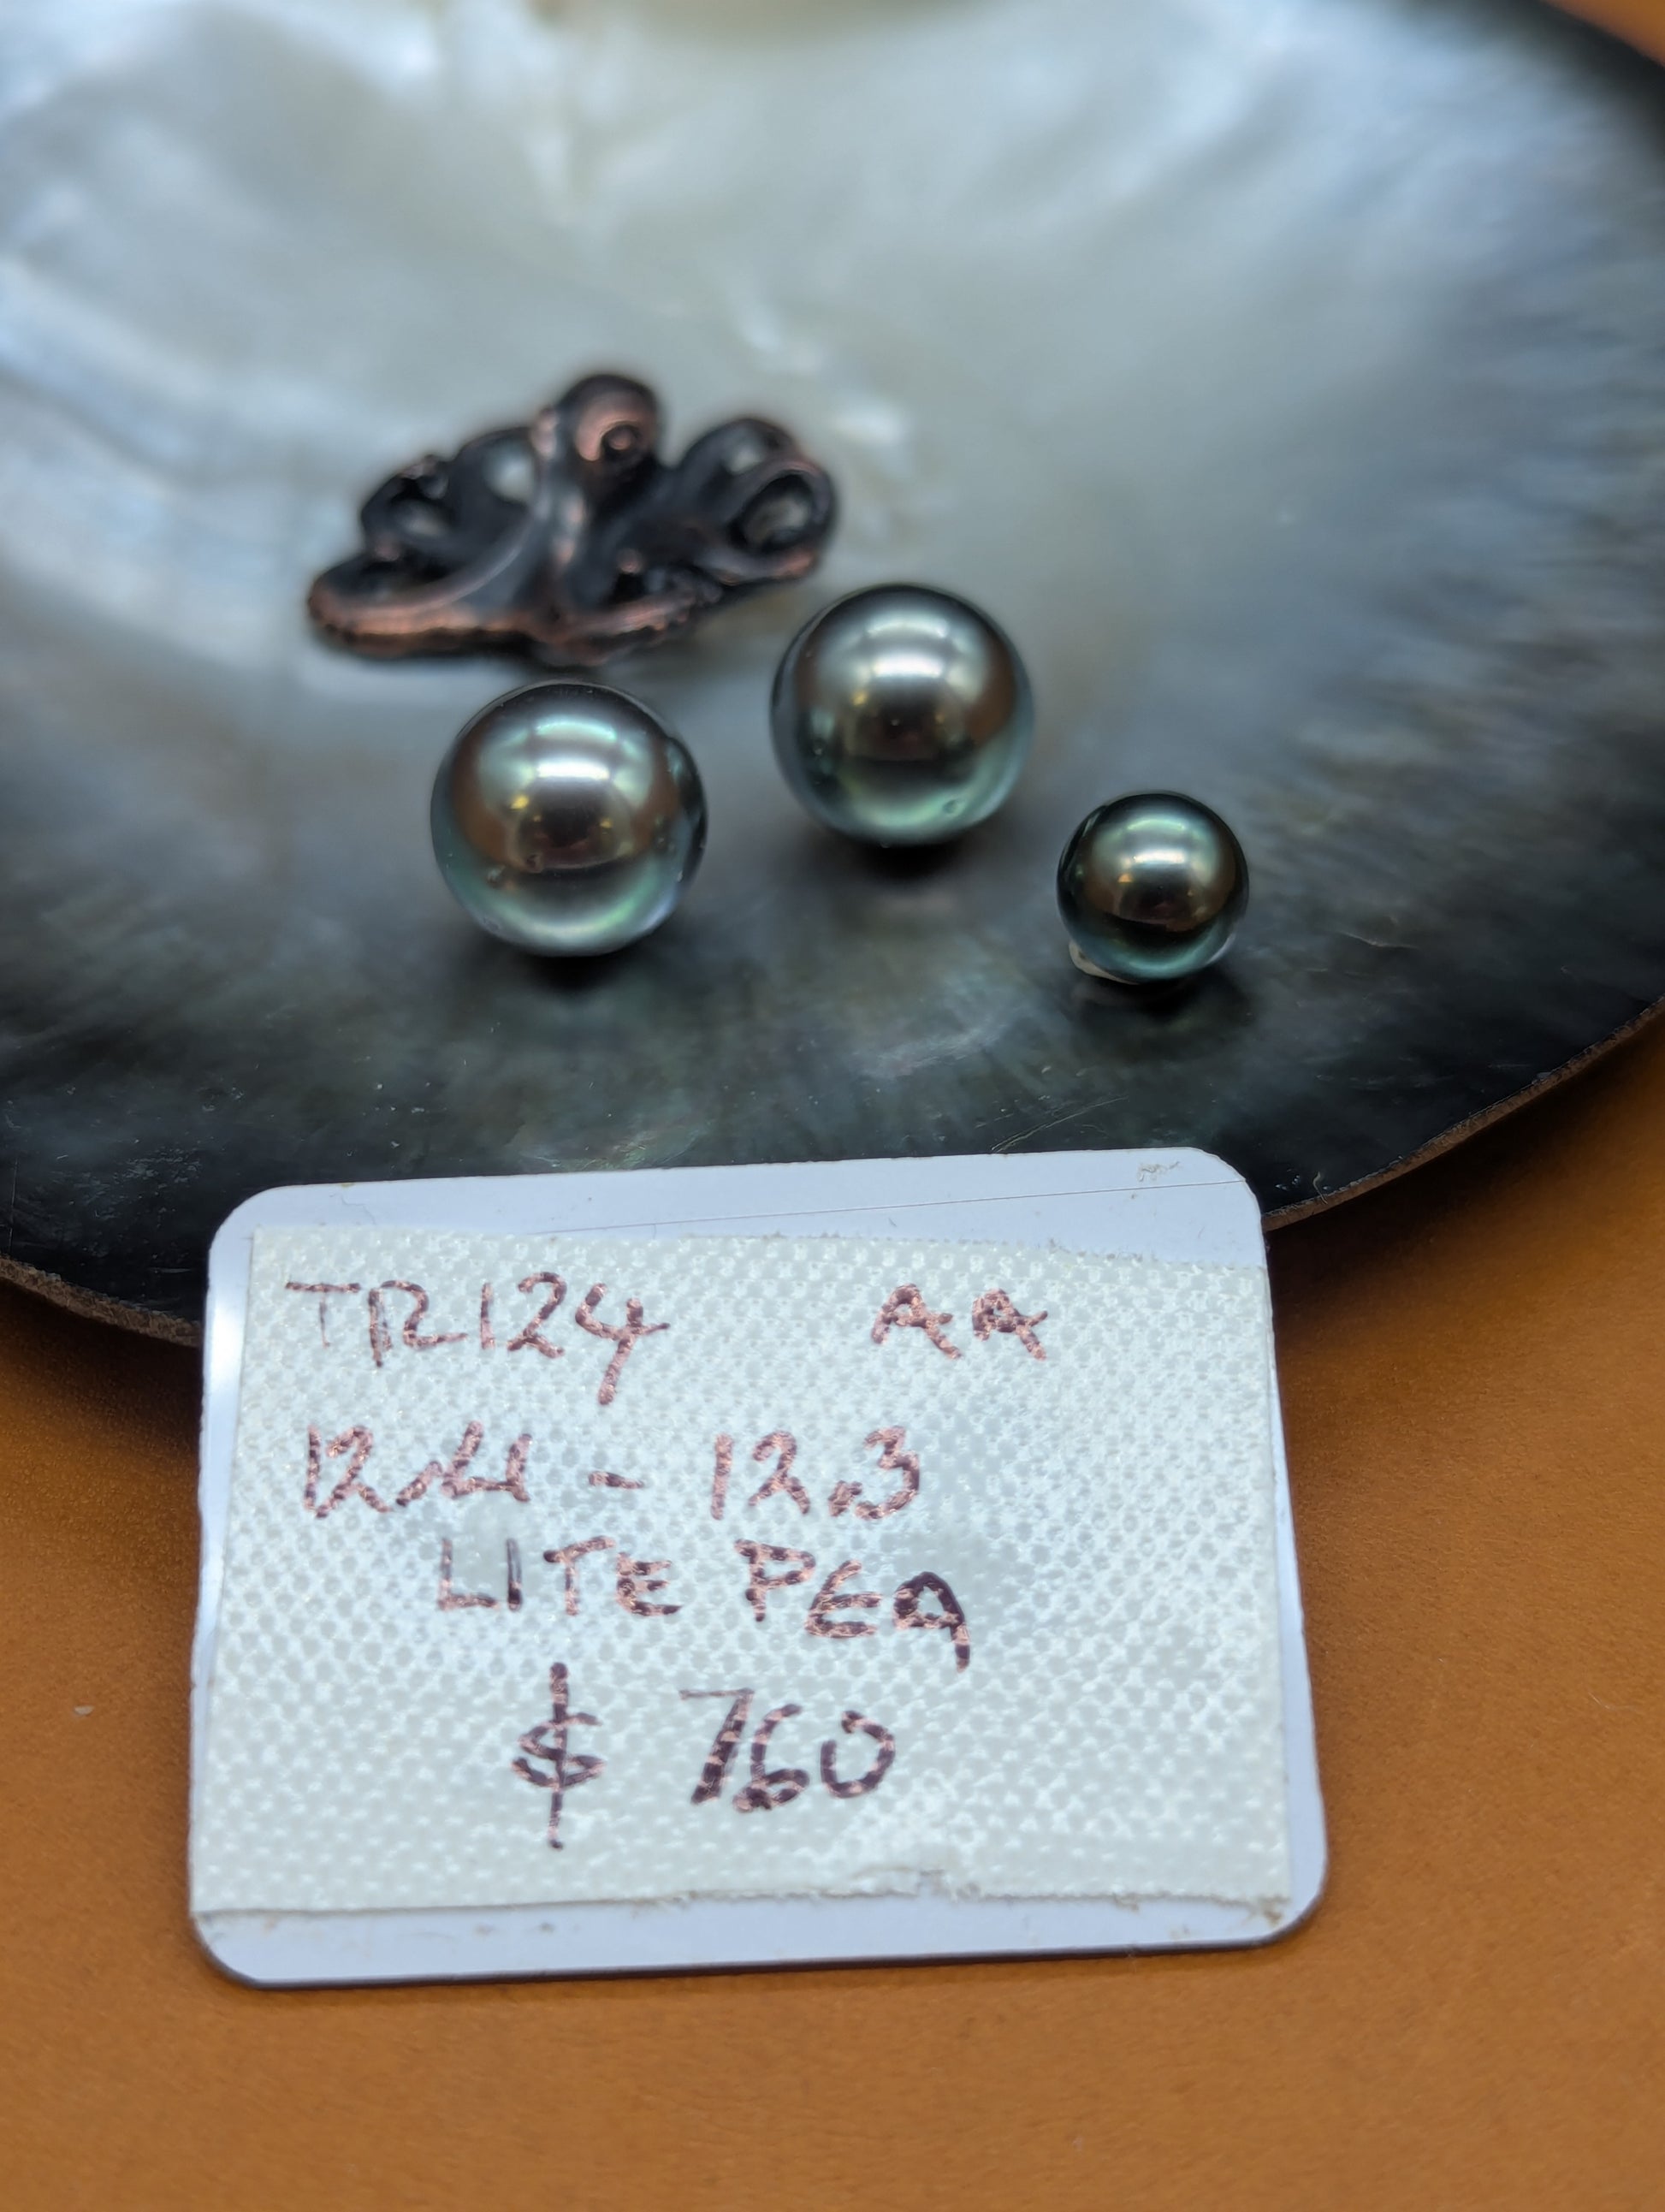 TR124 AA
12.4 - 12.3
LITE PEA
$ 760